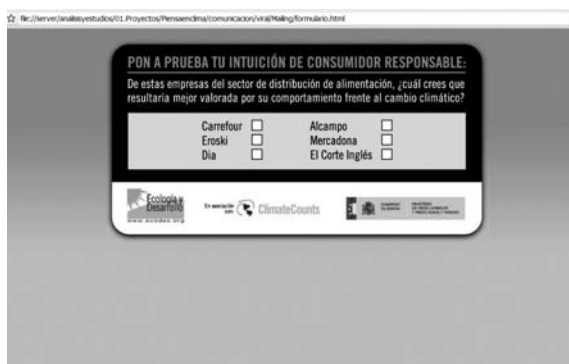 file://server/analisisyestudios/01.Proyectos/Pensaenclima/comunicacion/viral/Maling/formulario.html
PON A PRUEBA TU INTUICIÓN DE CONSUMIDOR RESPONSABLE:
De estas empresas del sector de distribución de alimentación, ¿cuál crees que
resultaría mejor valorada por su comportamiento frente al cambio climático?
Carrefour
Eroski
Dia
Alcampo
Mercadona
El Corte Inglés
Ecología y
Desarrollo
www.ecodes.org
En asociación
con
ClimateCounts